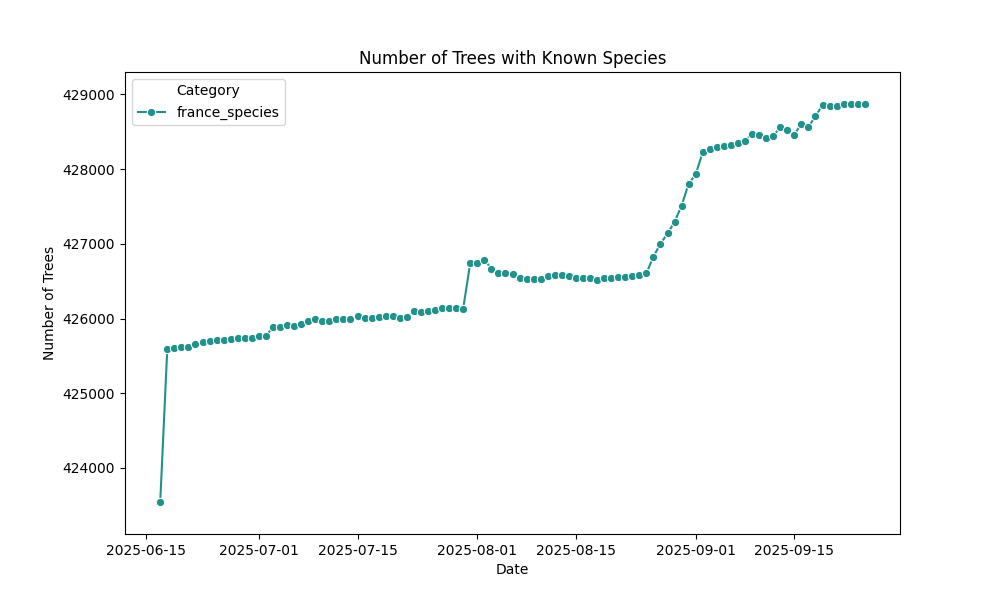 Number of Trees with Known Species
Category
france_species
429000
428000
427000
426000
425000
424000
Number of Trees
2025-06-15
2025-07-01
2025-07-15
2025-08-01
2025-08-15
2025-09-01
2025-09-15
Date